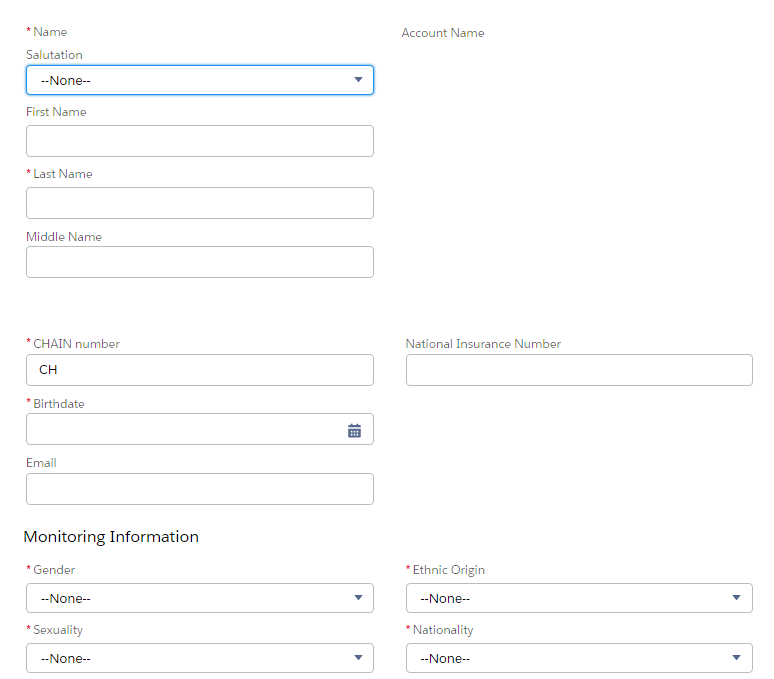 * Name
Account Name
Salutation
--None--
First Name
* Last Name
Middle Name
* CHAIN number
National Insurance Number
CH
* Birthdate
Email
Monitoring Information
* Gender
* Ethnic Origin
--None--
--None--
* Sexuality
* Nationality
--None--
--None--